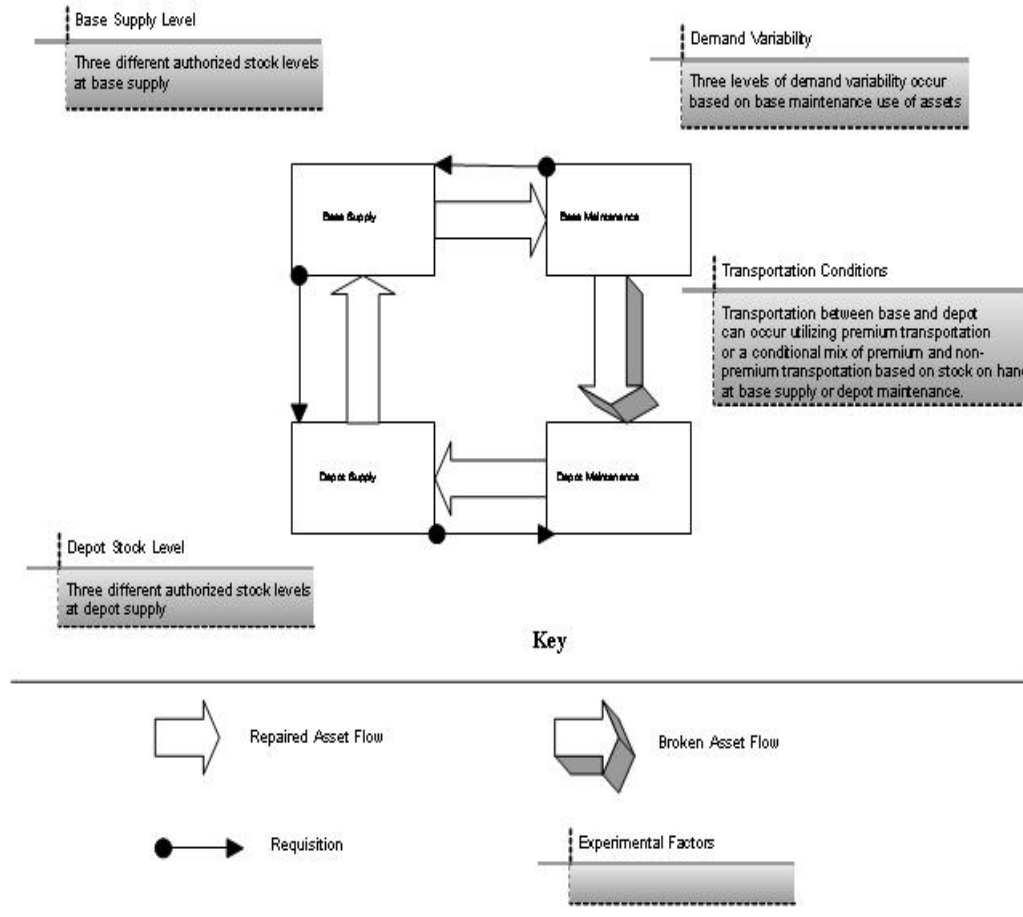 Base Supply Level
Three different authorized stock levels
at base supply
Demand Variability
Three levels of demand variability occur
based on base maintenance use of assets
Base Supply
Base Maintenance
Transportation Conditions
Transportation between base and depot
can occur utilizing premium transportation
or a conditional mix of premium and non-
premium transportation based on stock on hand
at base supply or depot maintenance.
Depot Supply
Depot Maintenance
Depot Stock Level
Three different authorized stock levels
at depot supply
Key
Repaired Asset Flow
Broken Asset Flow
Requisition
Experimental Factors